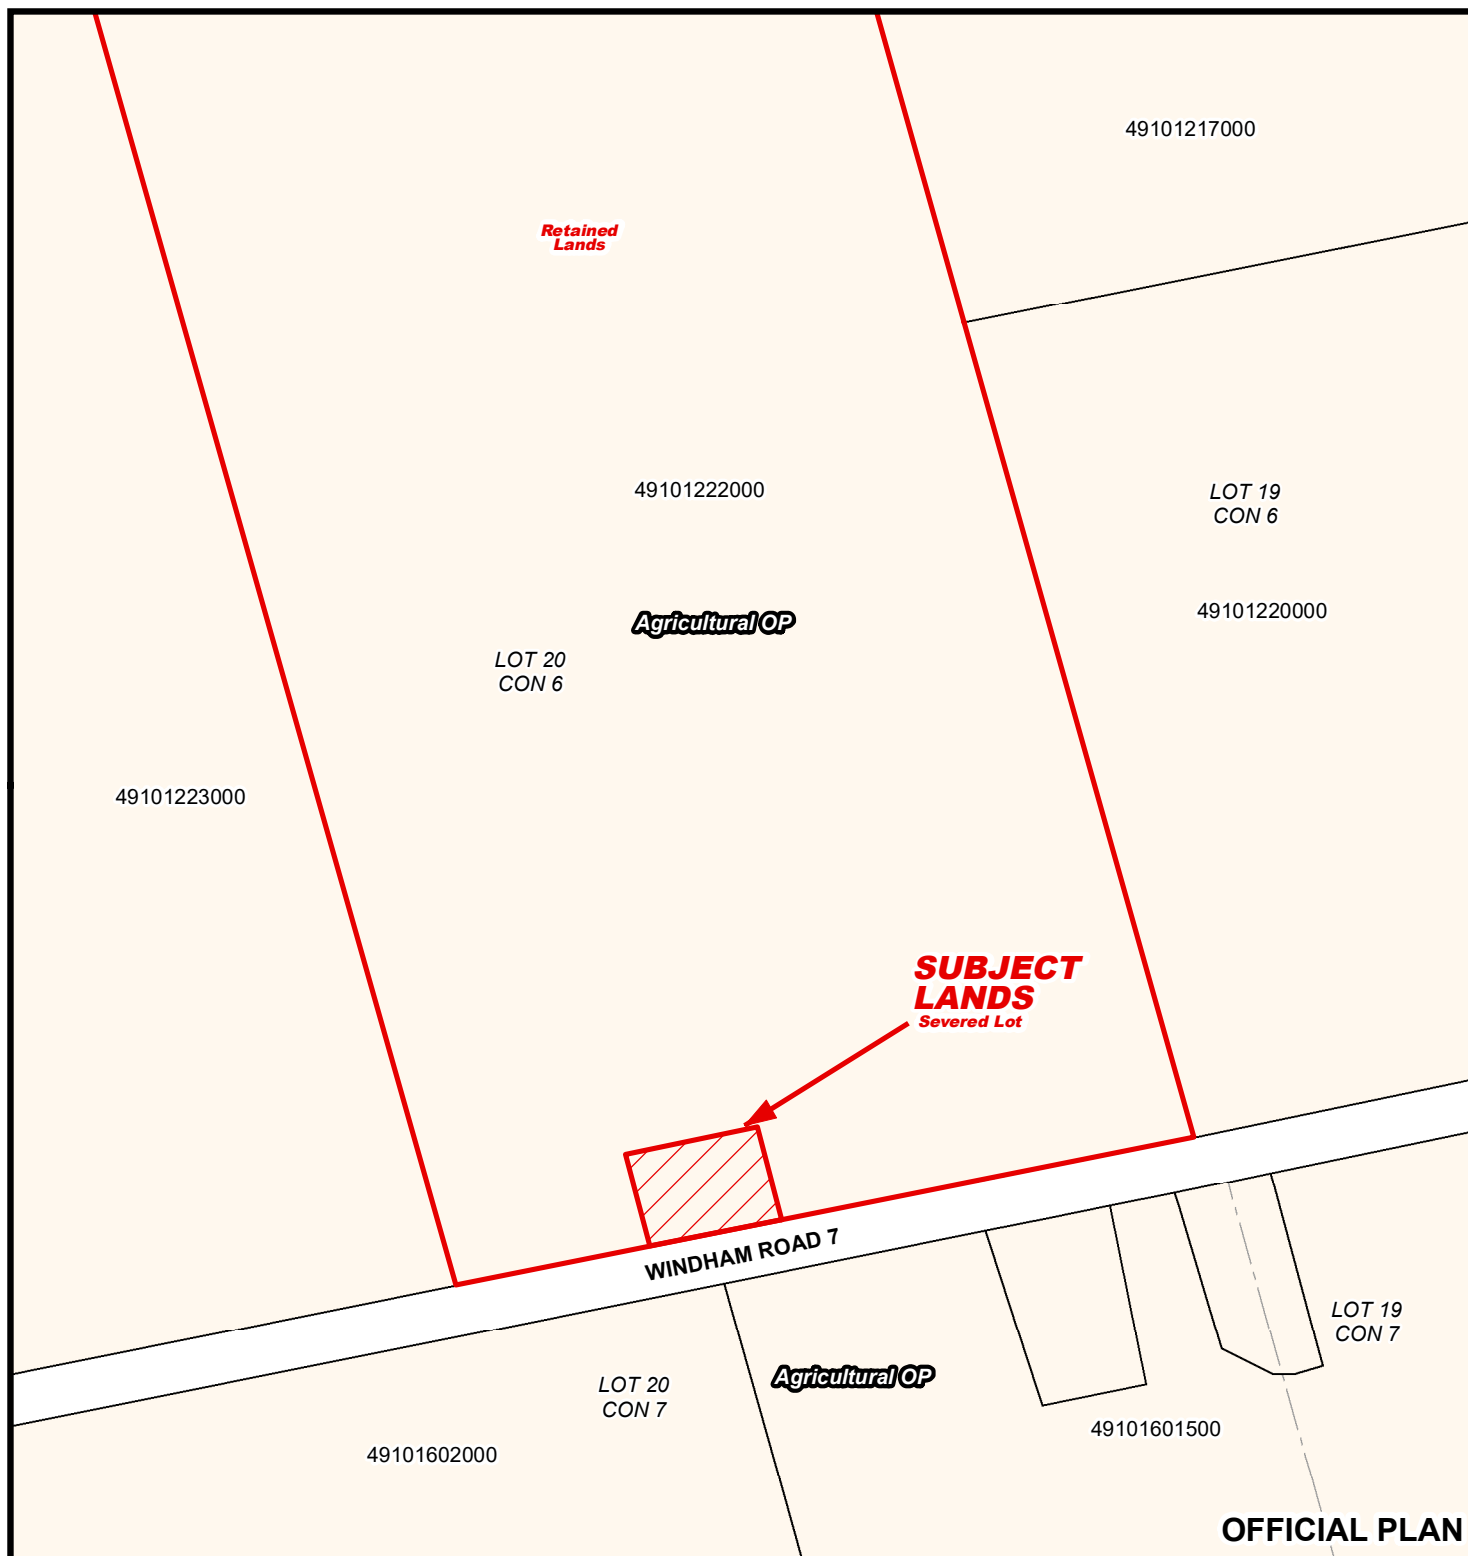 49101217000
Retained
Lands
49101222000
LOT 19
CON 6
49101220000
Agricultural OP
LOT 20
CON 6
49101223000
SUBJECT
LANDS
Severed Lot
WINDHAM ROAD 7
LOT 19
CON 7
Agricultural OP
LOT 20
CON 7
49101601500
49101602000
OFFICIAL PLAN